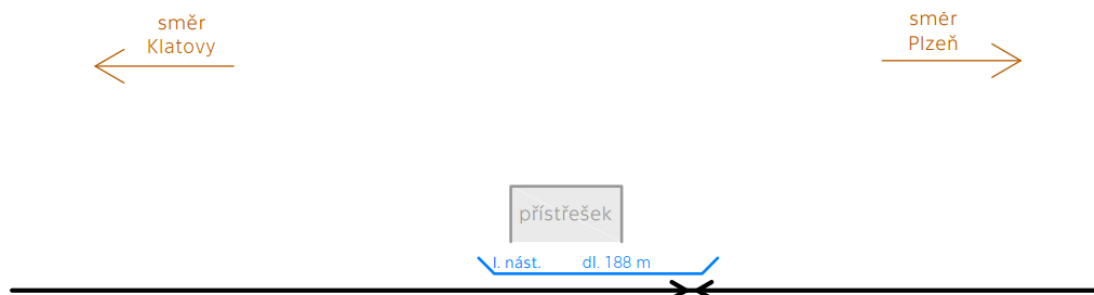 směr
Klatovy
směr
Plzeň
přístřešek
I. nást. dl. 188 m